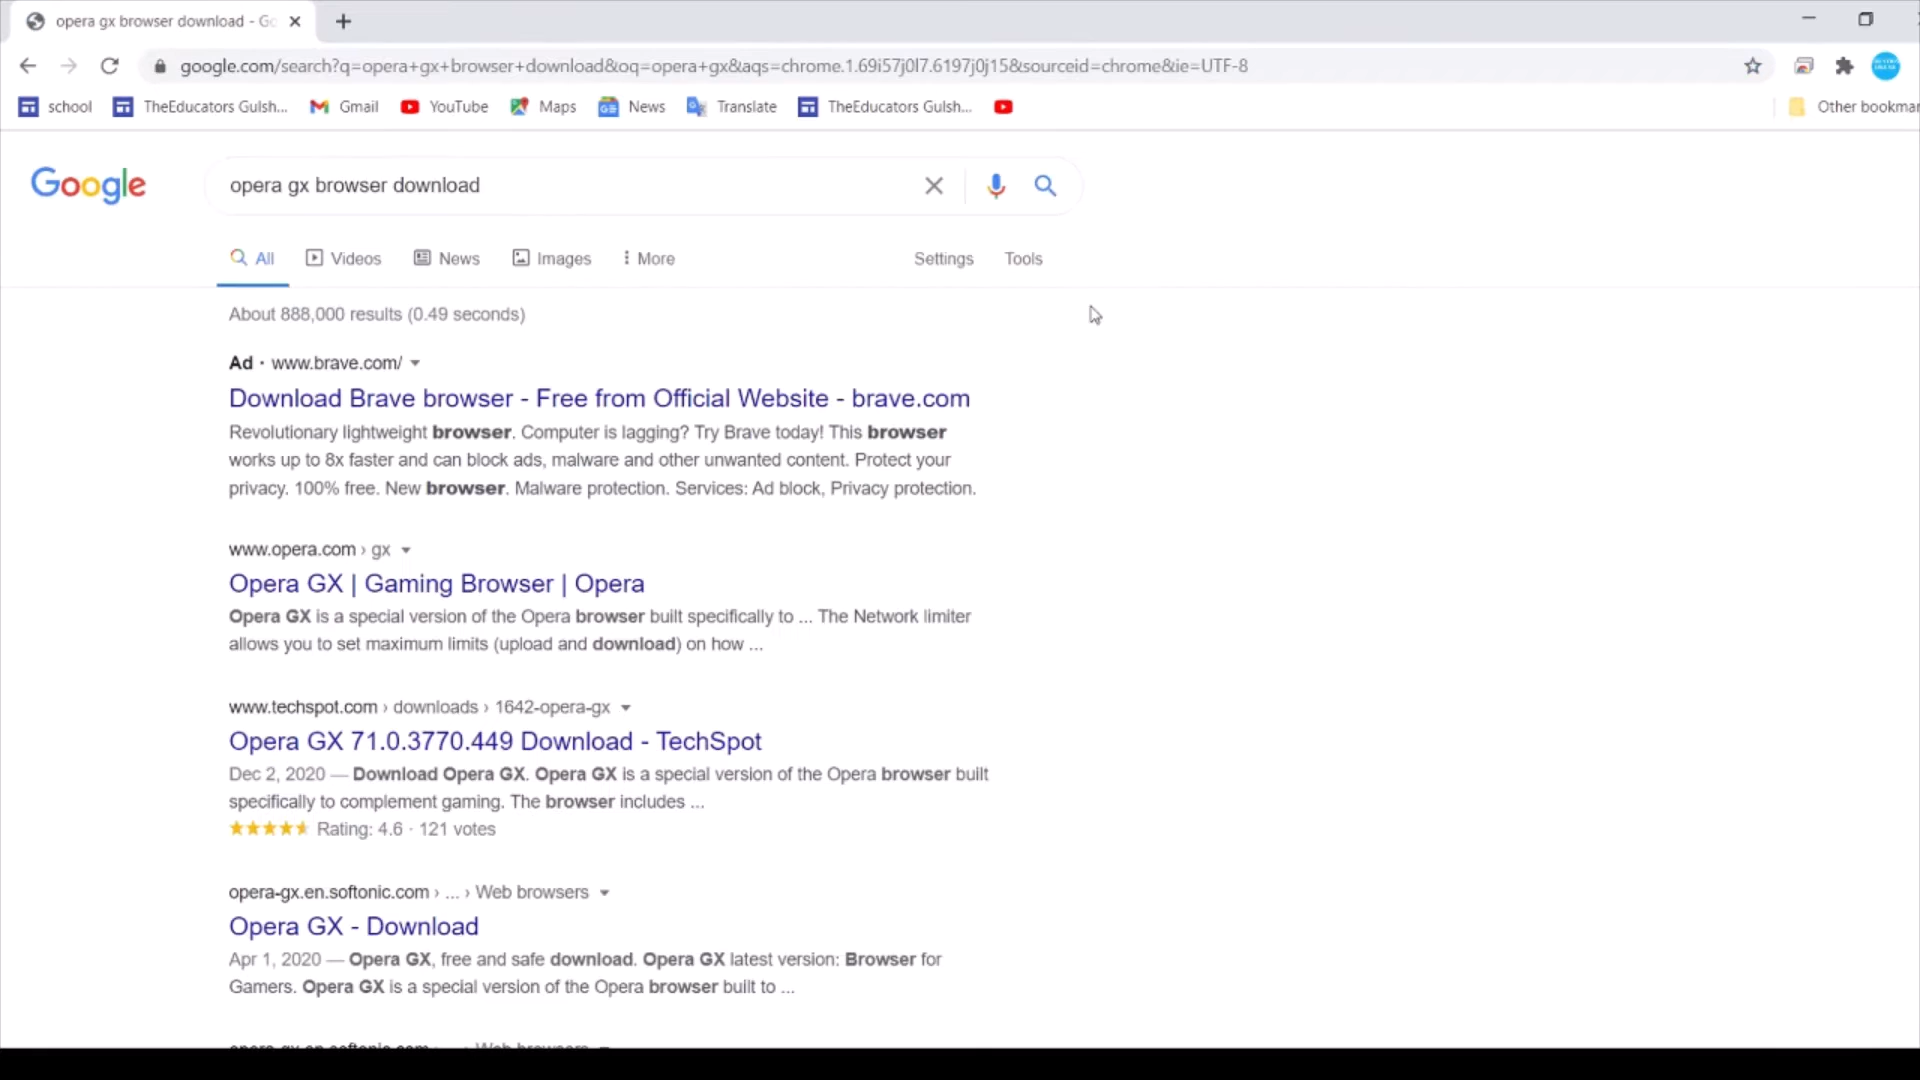 opera gx browser download - Go
google.com/search?q=opera+gx+browser+download&oq=opera+gx&aqs=chrome.1.69i57j0l7.6197j0j15&sourceid=chrome&ie=UTF-8
school TheEducators Gulsh... Gmail YouTube Maps News Translate TheEducators Gulsh... Other bookmar
Google opera gx browser download
All Videos News Images More Settings Tools
About 888,000 results (0.49 seconds)
Ad · www.brave.com/
Download Brave browser - Free from Official Website - brave.com
Revolutionary lightweight browser. Computer is lagging? Try Brave today! This browser
works up to 8x faster and can block ads, malware and other unwanted content. Protect your
privacy. 100% free. New browser. Malware protection. Services: Ad block, Privacy protection.
www.opera.com › gx
Opera GX | Gaming Browser | Opera
Opera GX is a special version of the Opera browser built specifically to ... The Network limiter
allows you to set maximum limits (upload and download) on how ...
www.techspot.com › downloads › 1642-opera-gx
Opera GX 71.0.3770.449 Download - TechSpot
Dec 2, 2020 — Download Opera GX. Opera GX is a special version of the Opera browser built
specifically to complement gaming. The browser includes ...
Rating: 4.6 · 121 votes
opera-gx.en.softonic.com › ... › Web browsers
Opera GX - Download
Apr 1, 2020 — Opera GX, free and safe download. Opera GX latest version: Browser for
Gamers. Opera GX is a special version of the Opera browser built to ...
opera-gx.en.softonic.com › ... › Web browsers